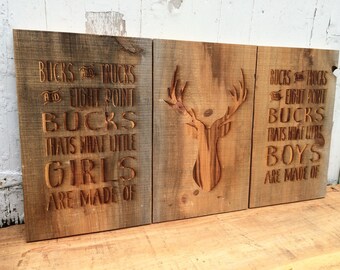 BUCKS AND TRUCKS
AND EIGHT POINT
BUCKS
THATS WHAT LITTLE
GIRLS
ARE MADE OF
BUCKS AND TRUCKS
AND EIGHT POINT
BUCKS
THATS WHAT LITTLE
BOYS
ARE MADE OF